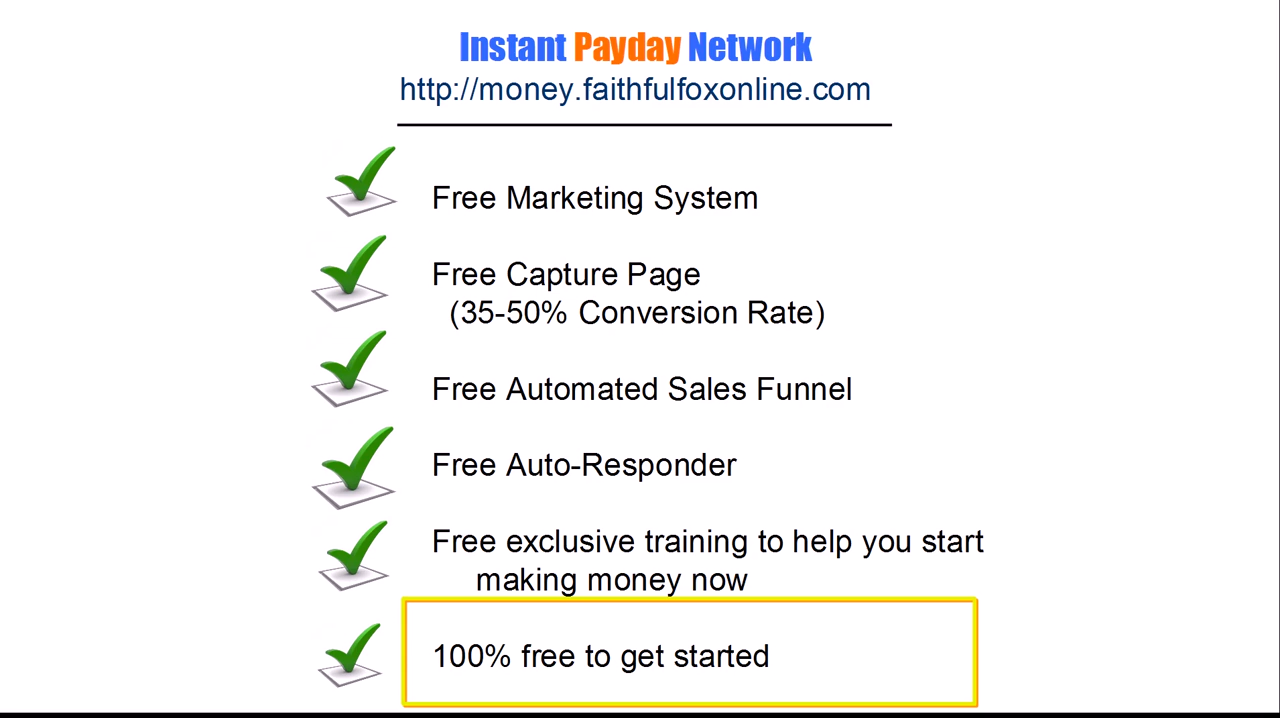 Instant Payday Network
http://money.faithfulfoxonline.com
Free Marketing System
Free Capture Page
(35-50% Conversion Rate)
Free Automated Sales Funnel
Free Auto-Responder
Free exclusive training to help you start
making money now
100% free to get started